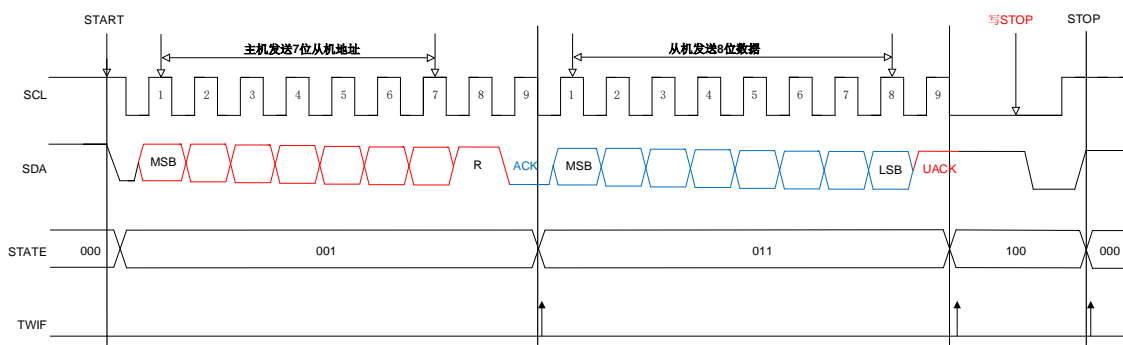 START
写STOP
STOP
主机发送7位从机地址
从机发送8位数据
SCL
1 2 3 4 5 6 7 8 9 1 2 3 4 5 6 7 8 9
SDA
MSB R ACK MSB LSB UACK
STATE
000 001 011 100 000
TWIF